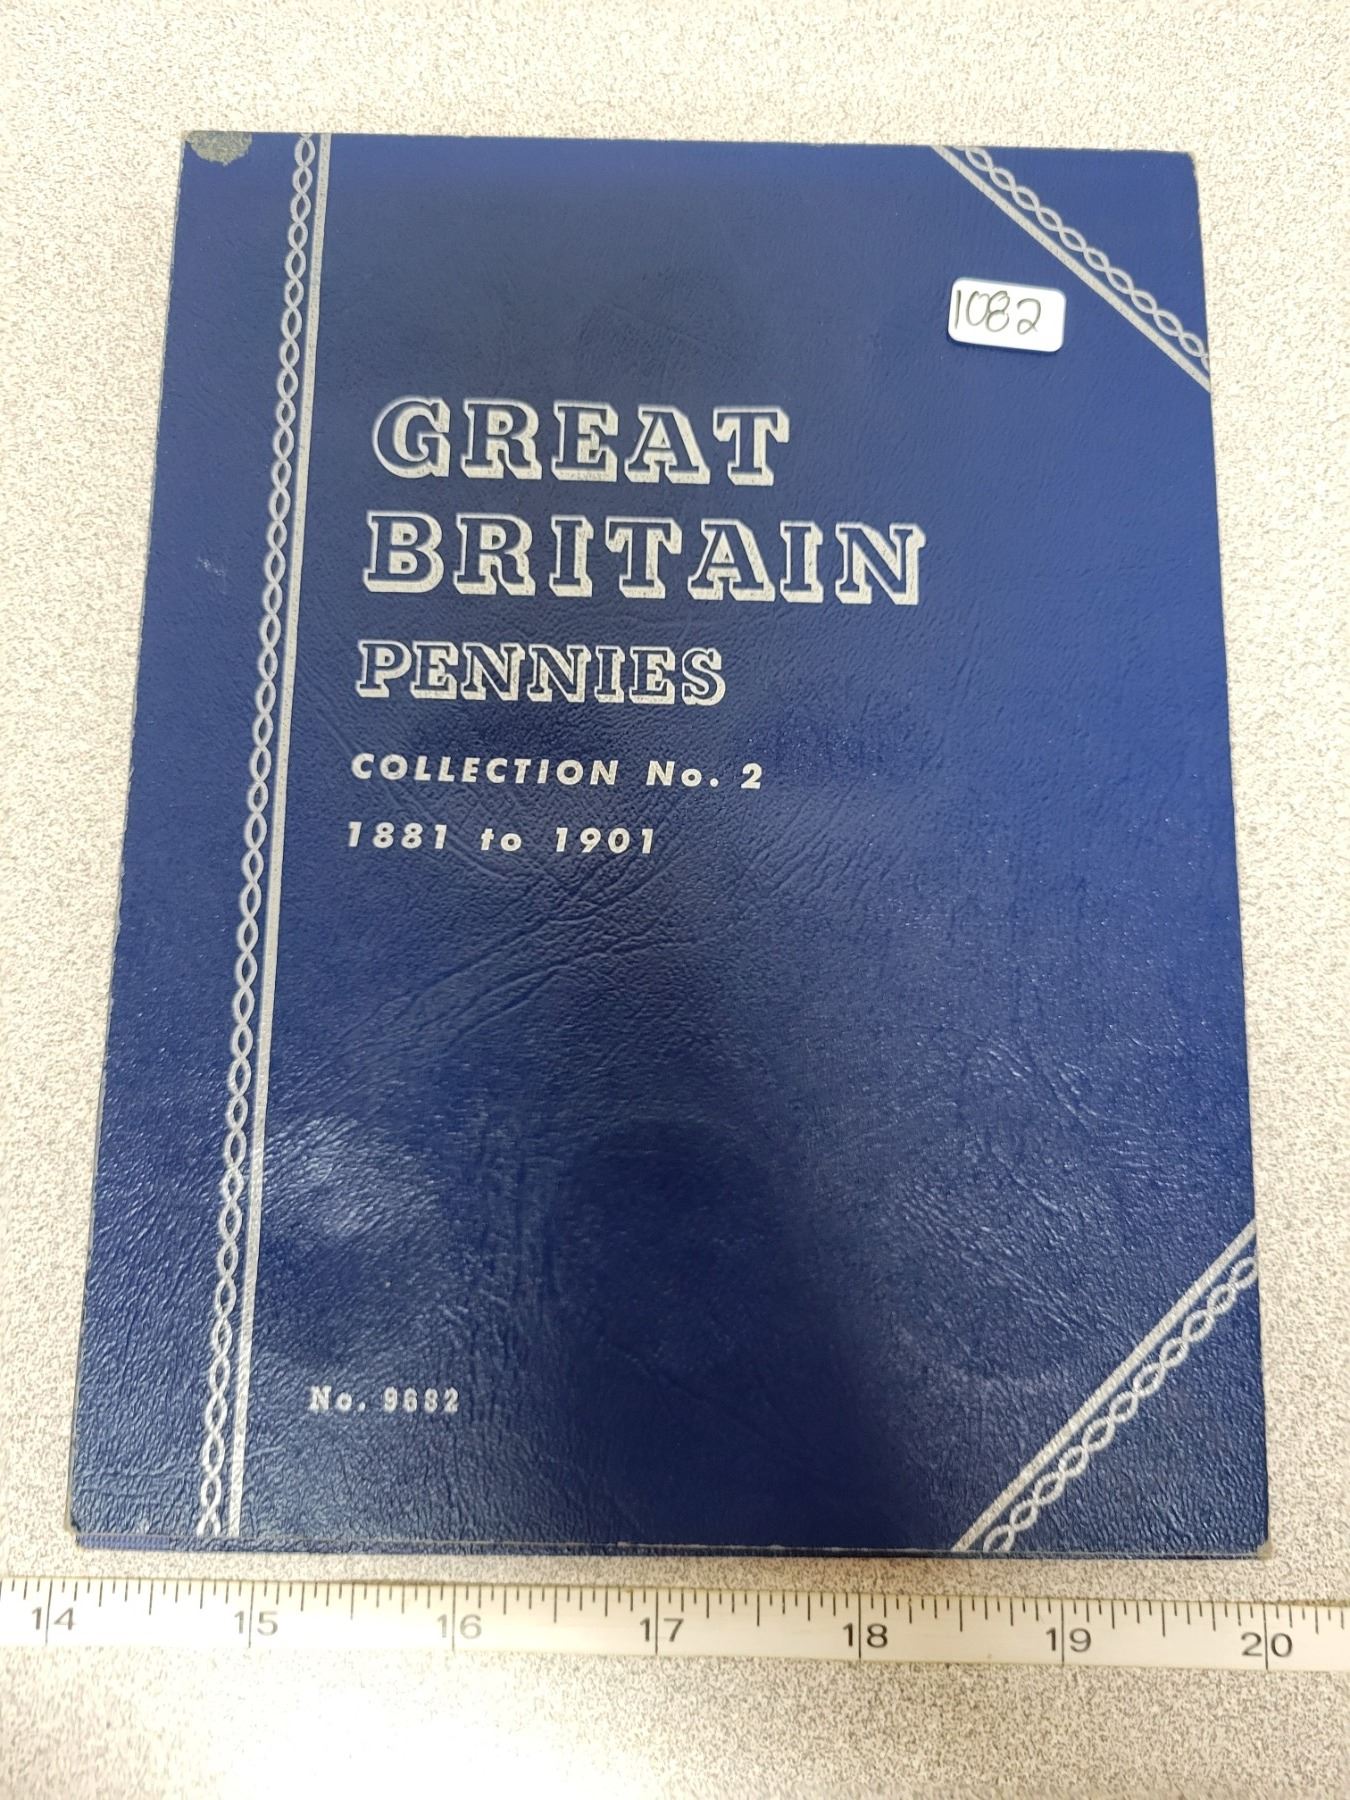 1082
GREAT
BRITAIN
PENNIES
COLLECTION No. 2
1881 to 1901
No. 9682
14 15 16 17 18 19 20